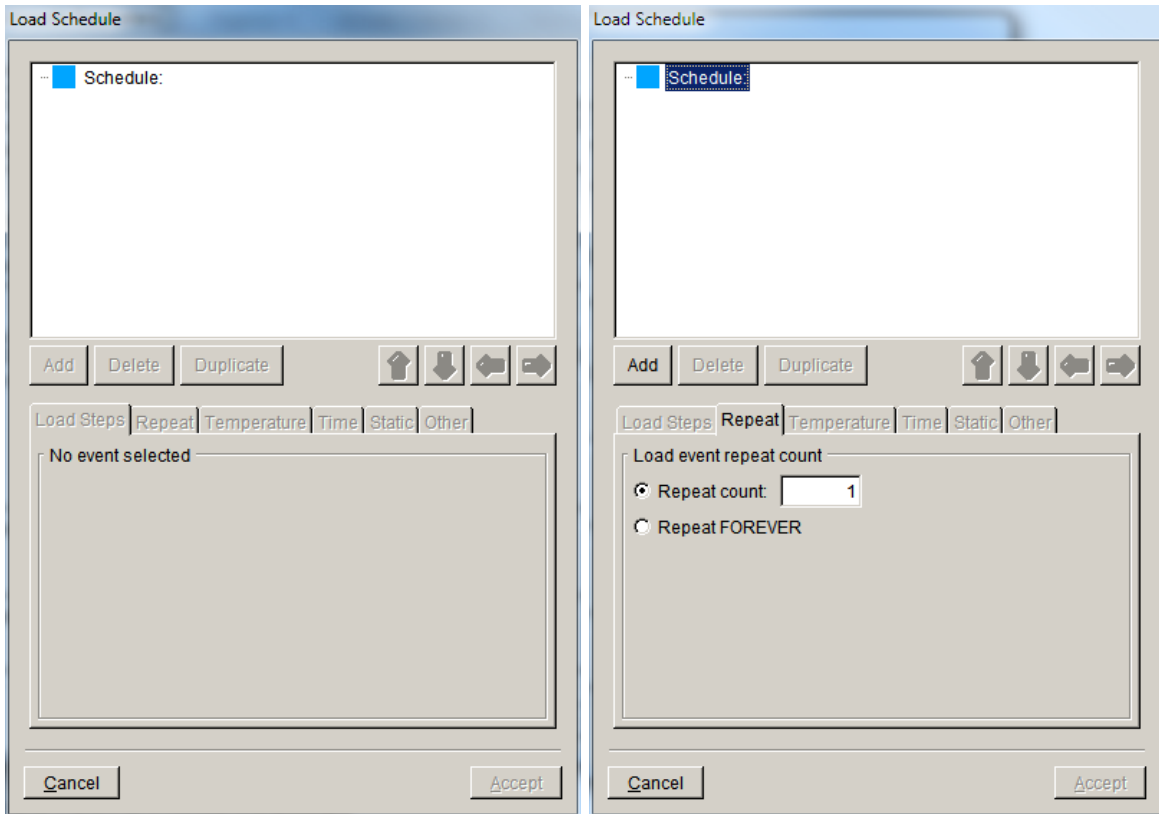 Load Schedule
Schedule:
Add Delete Duplicate
Load Steps Repeat Temperature Time Static Other
No event selected
Cancel Accept
Load Schedule
Schedule:
Add Delete Duplicate
Load Steps Repeat Temperature Time Static Other
Load event repeat count
Repeat count: 1
Repeat FOREVER
Cancel Accept